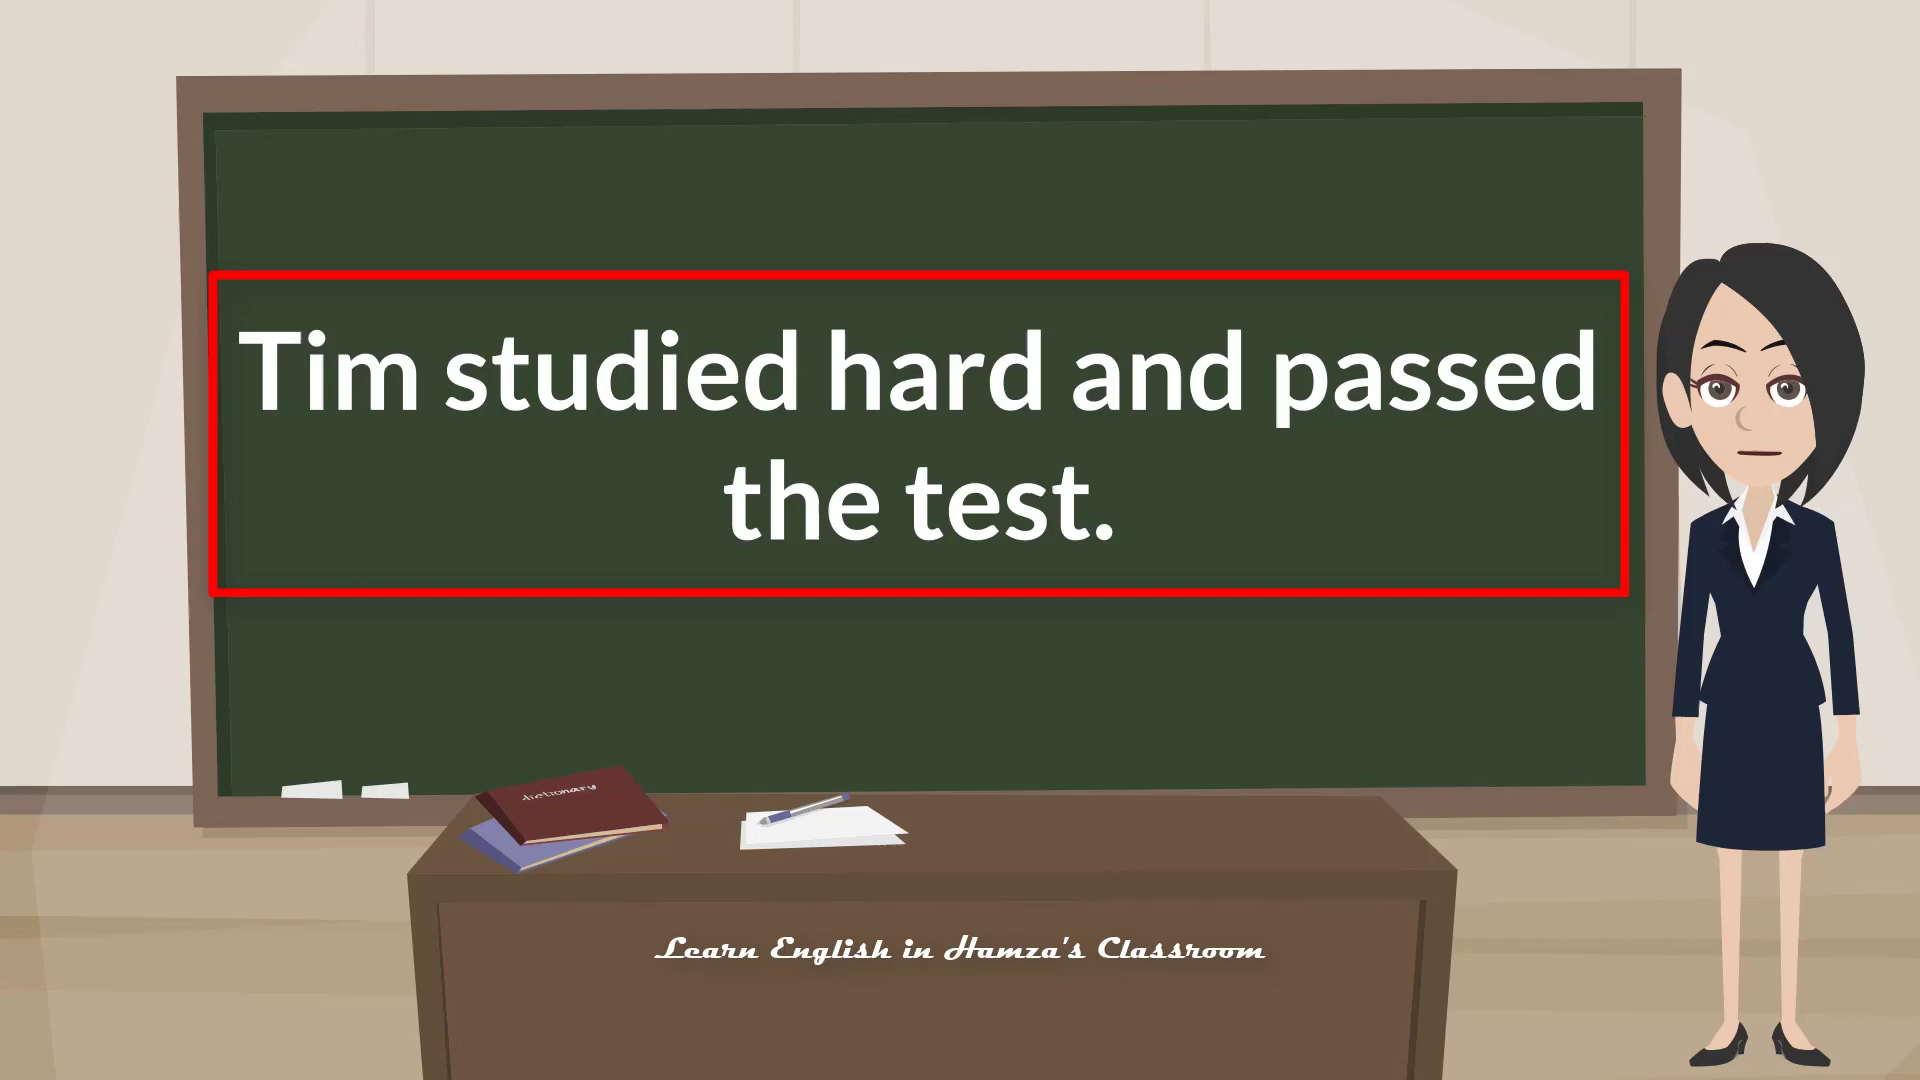 Tim studied hard and passed
the test.
dictionary
Learn English in Hamza's Classroom